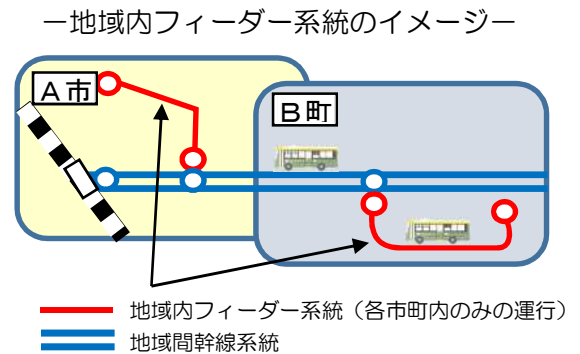 －地域内フィーダー系統のイメージ－
A市
B町
地域内フィーダー系統（各市町内のみの運行）
地域間幹線系統